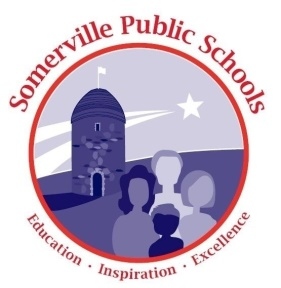 Somerville Public Schools
Education · Inspiration · Excellence